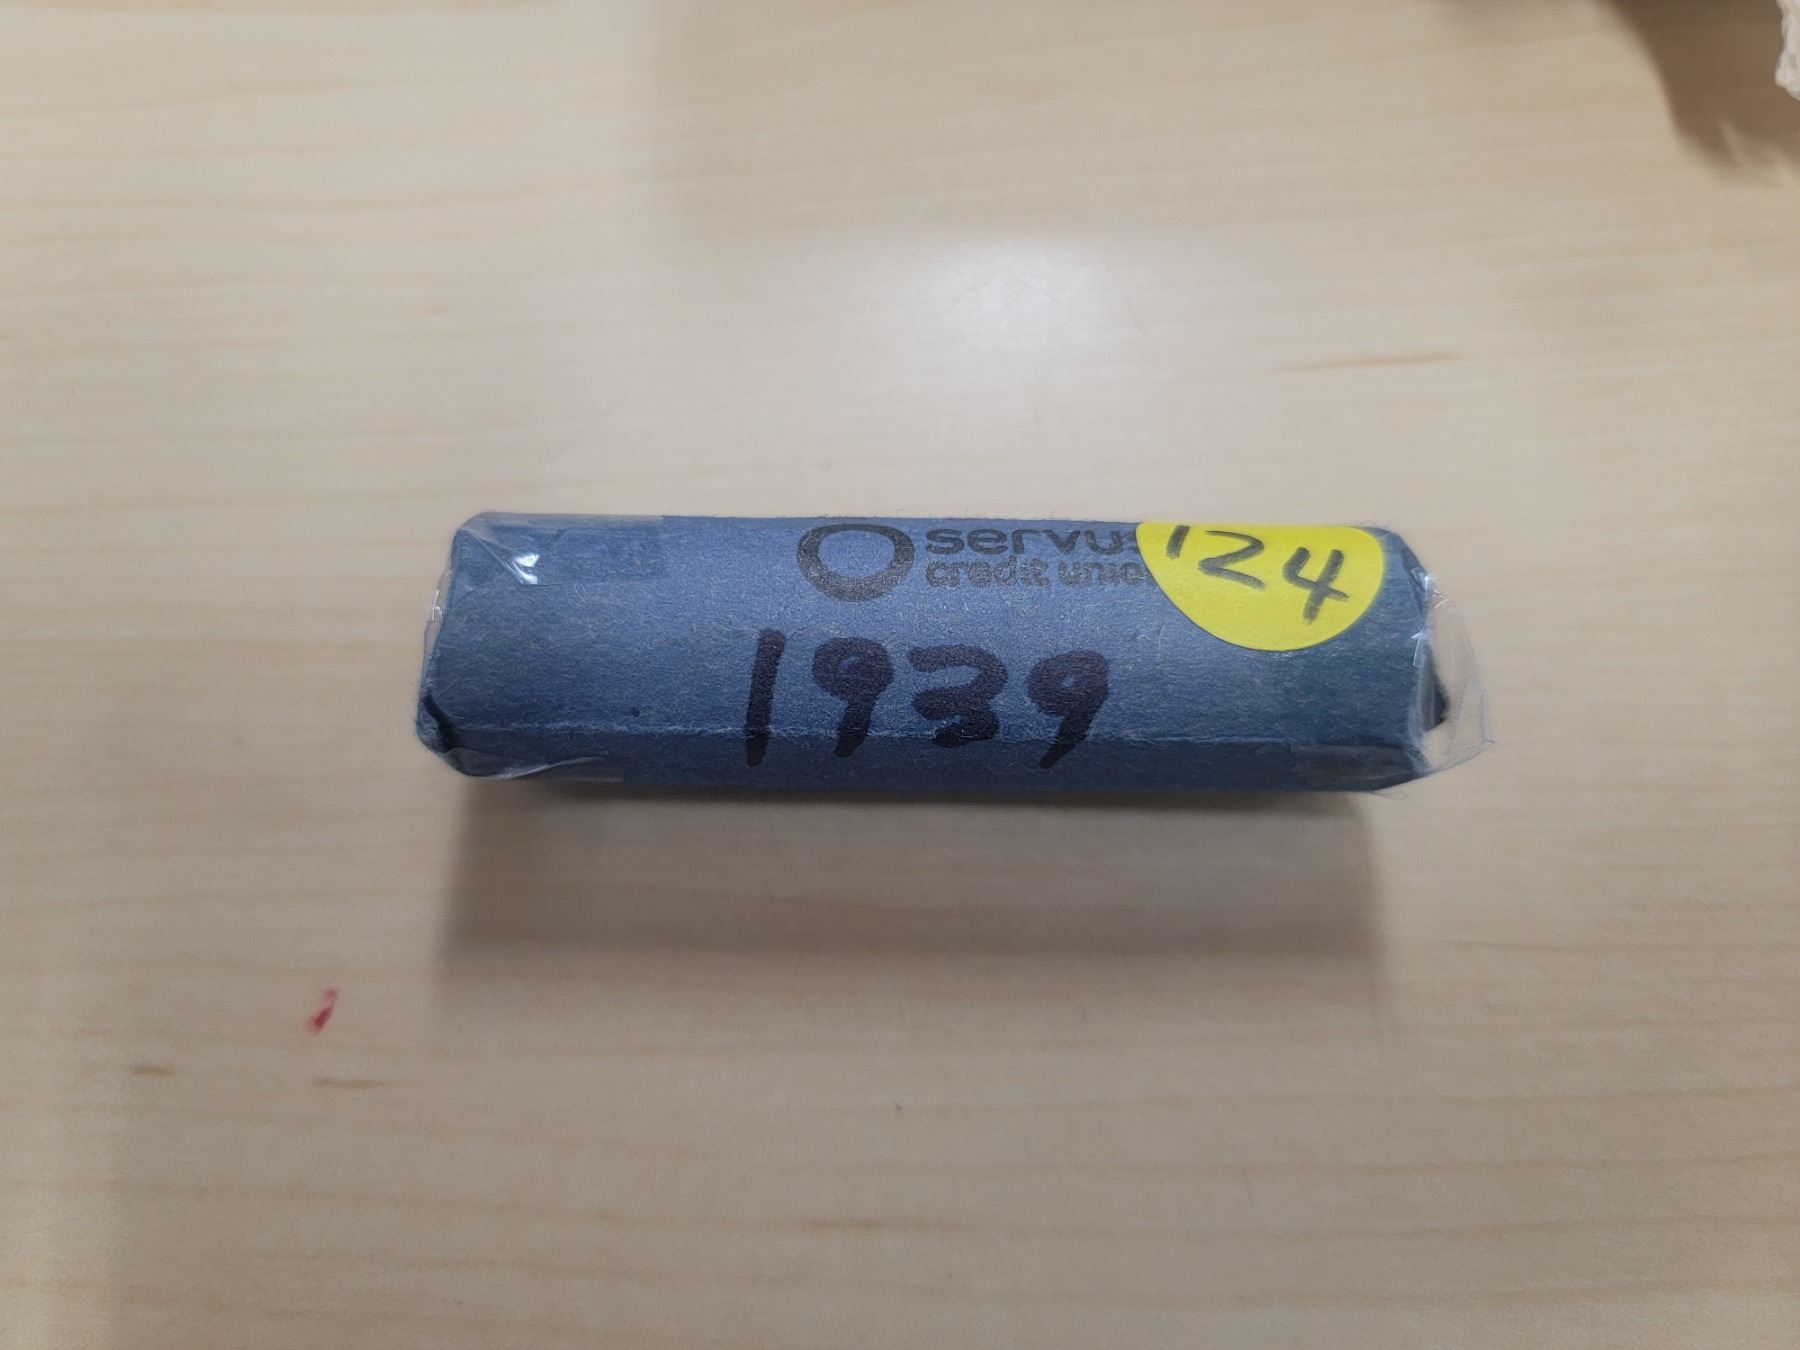 servus
credit union
124
1939